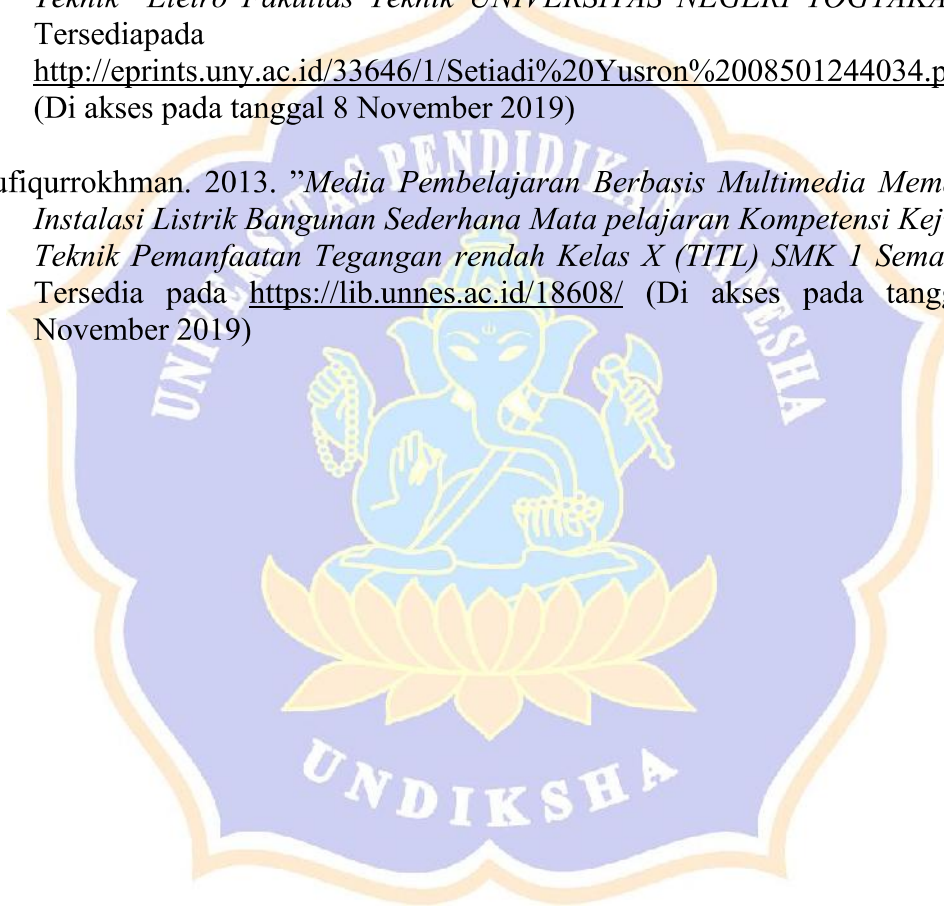 Teknik Eletro Fakultas Teknik UNIVERSITAS NEGERI YOGYAKA
Tersediapada
http://eprints.uny.ac.id/33646/1/Setiadi%20Yusron%2008501244034.p
(Di akses pada tanggal 8 November 2019)
ufiqurrokhman. 2013. ”Media Pembelajaran Berbasis Multimedia Mem
Instalasi Listrik Bangunan Sederhana Mata pelajaran Kompetensi Kej
Teknik Pemanfaatan Tegangan rendah Kelas X (TITL) SMK 1 Sema
Tersedia pada https://lib.unnes.ac.id/18608/ (Di akses pada tangg
November 2019)
UNIVERSITAS PENDIDIKAN GANESHA
UNDIKSHA